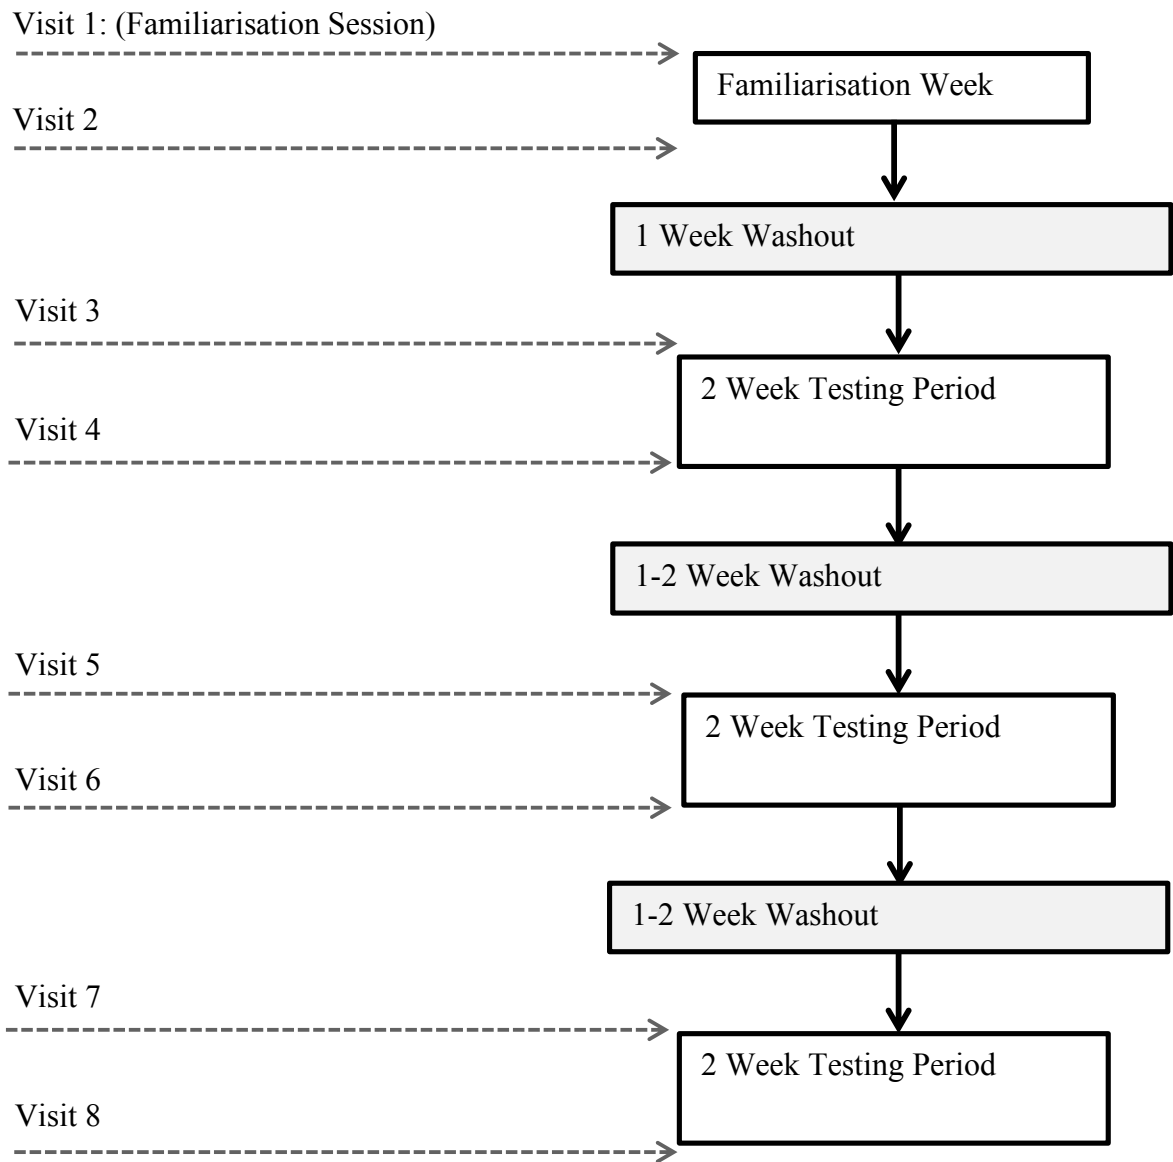 Visit 1: (Familiarisation Session)
Familiarisation Week
Visit 2
1 Week Washout
Visit 3
2 Week Testing Period
Visit 4
1-2 Week Washout
Visit 5
2 Week Testing Period
Visit 6
1-2 Week Washout
Visit 7
2 Week Testing Period
Visit 8